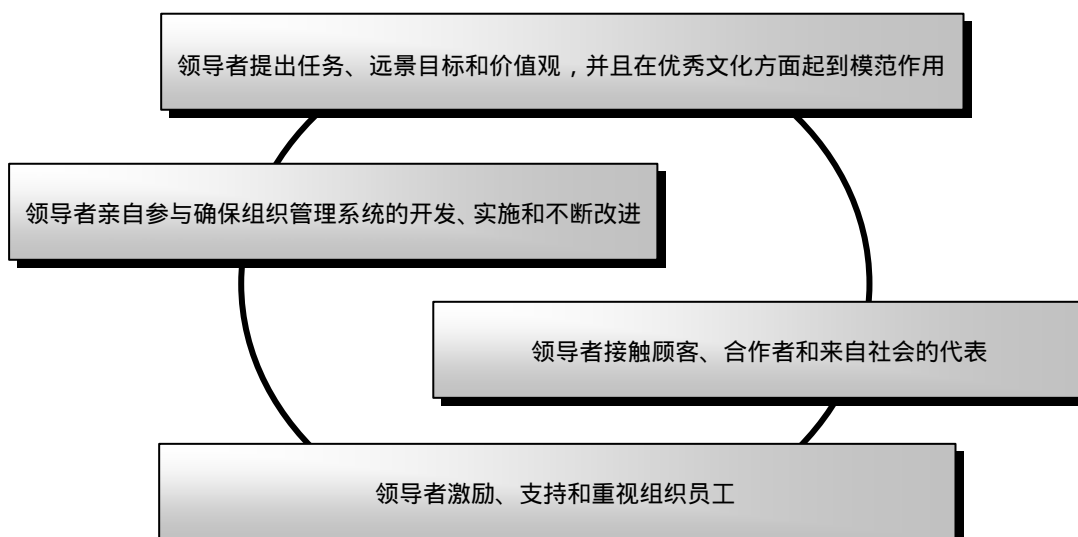 领导者提出任务、远景目标和价值观，并且在优秀文化方面起到模范作用
领导者亲自参与确保组织管理系统的开发、实施和不断改进
领导者接触顾客、合作者和来自社会的代表
领导者激励、支持和重视组织员工